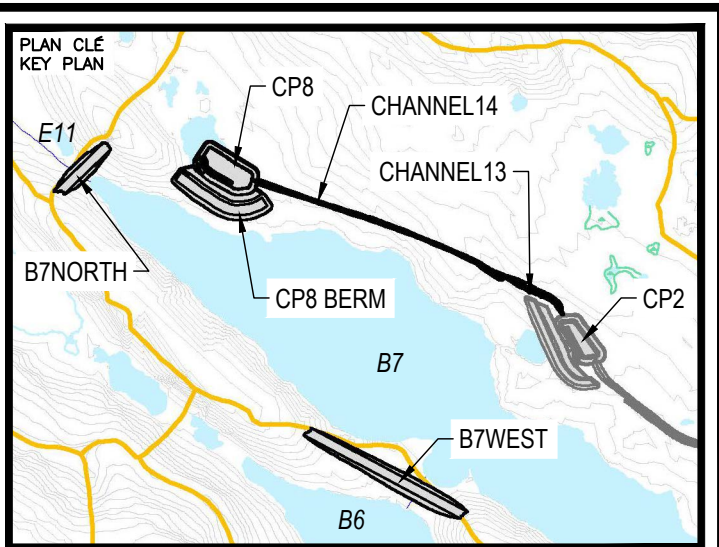 PLAN CLÉ
KEY PLAN
CP8
CHANNEL14
E11
CHANNEL13
B7NORTH
CP8 BERM
CP2
B7
B7WEST
B6